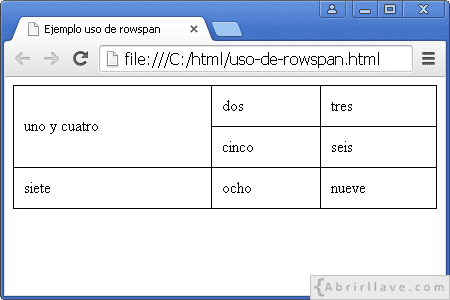 Ejemplo uso de rowspan
file:///C:/html/uso-de-rowspan.html
uno y cuatro
dos
tres
cinco
seis
siete
ocho
nueve
{Abrirllave.com